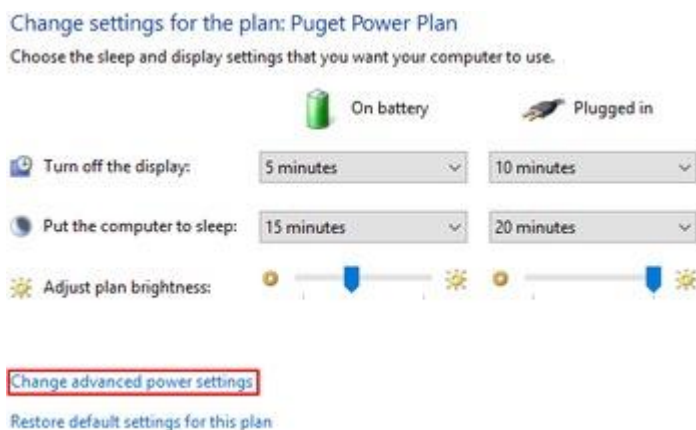 Change settings for the plan: Puget Power Plan
Choose the sleep and display settings that you want your computer to use.
On battery Plugged in
Turn off the display: 5 minutes 10 minutes
Put the computer to sleep: 15 minutes 20 minutes
Adjust plan brightness:
Change advanced power settings
Restore default settings for this plan